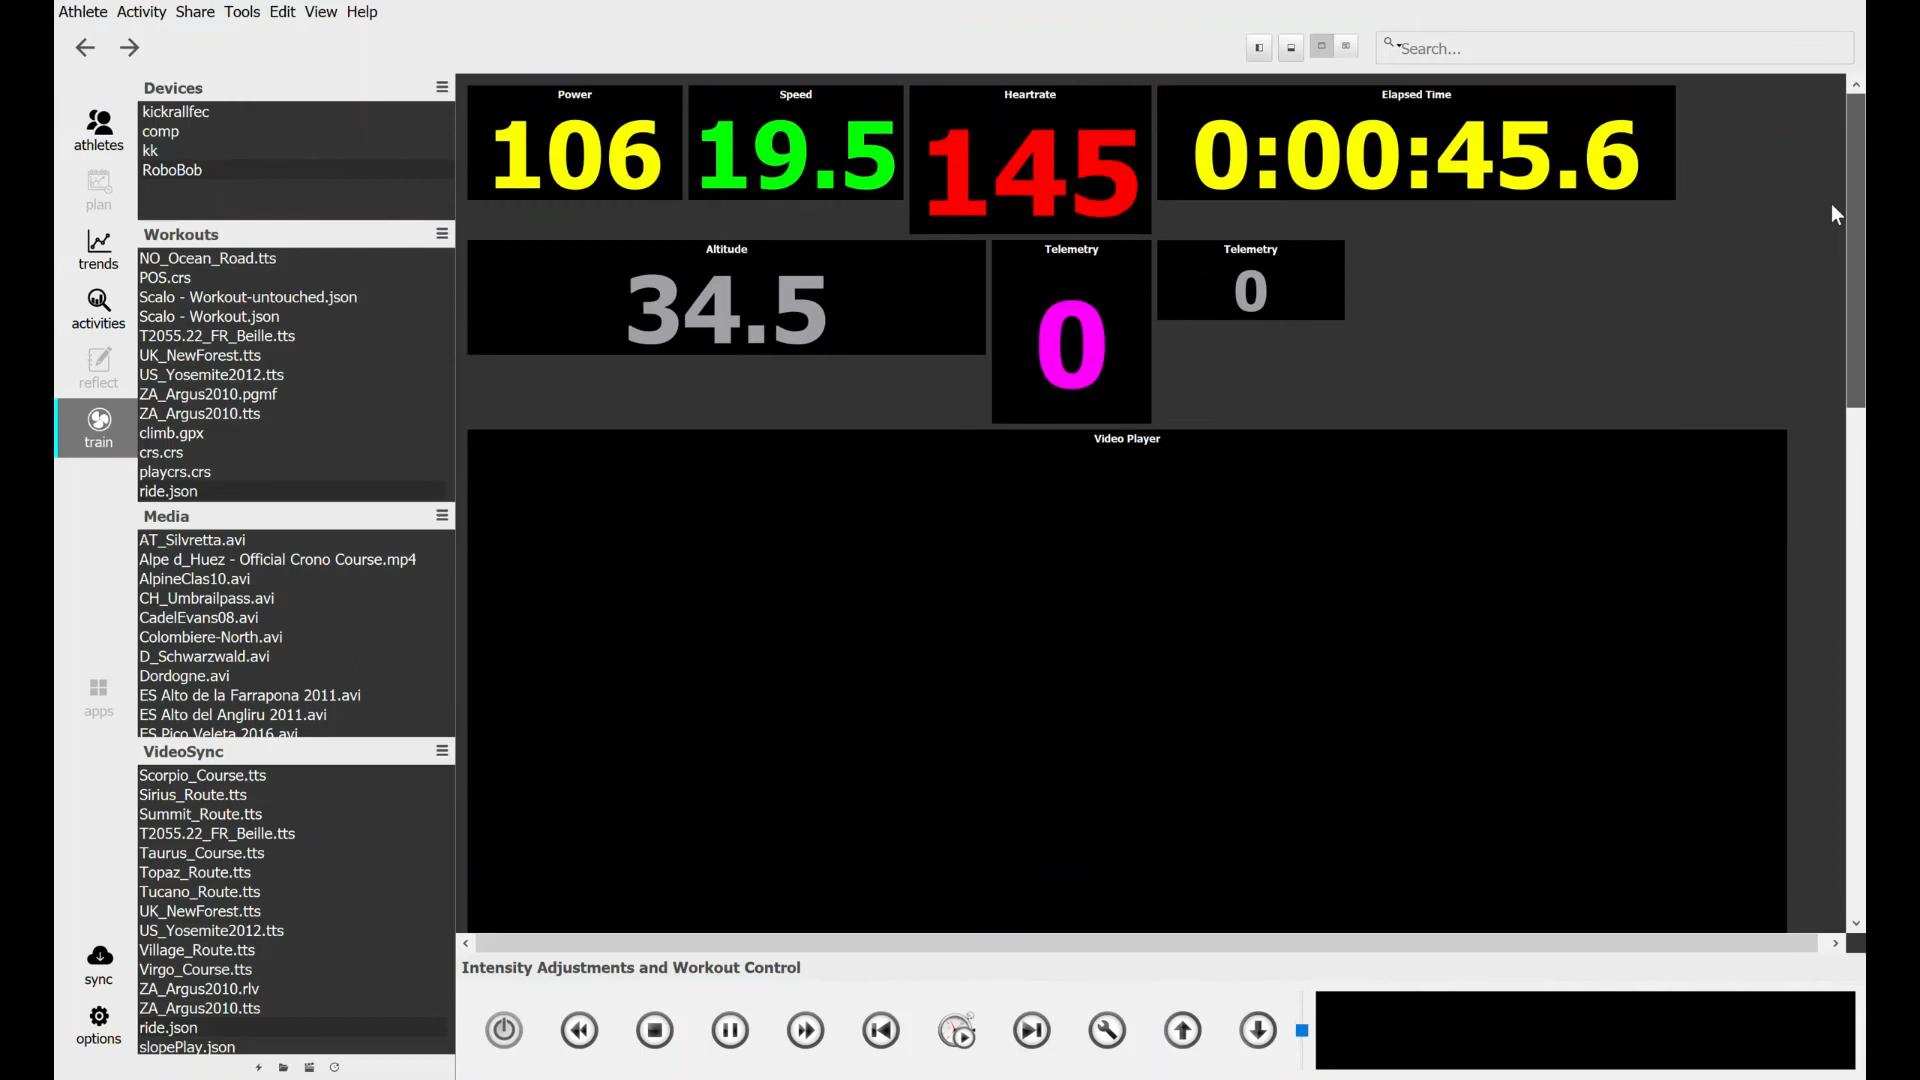 Athlete Activity Share Tools Edit View Help
Search...
athletes
plan
trends
activities
reflect
train
apps
sync
options
Devices
kickrallfec
comp
kk
RoboBob
Workouts
NO_Ocean_Road.tts
POS.crs
Scalo - Workout-untouched.json
Scalo - Workout.json
T2055.22_FR_Beille.tts
UK_NewForest.tts
US_Yosemite2012.tts
ZA_Argus2010.pgmf
ZA_Argus2010.tts
climb.gpx
crs.crs
playcrs.crs
ride.json
Media
AT_Silvretta.avi
Alpe d_Huez - Official Crono Course.mp4
AlpineClas10.avi
CH_Umbrailpass.avi
CadelEvans08.avi
Colombiere-North.avi
D_Schwarzwald.avi
Dordogne.avi
ES Alto de la Farrapona 2011.avi
ES Alto del Angliru 2011.avi
ES Pico Veleta 2016.avi
VideoSync
Scorpio_Course.tts
Sirius_Route.tts
Summit_Route.tts
T2055.22_FR_Beille.tts
Taurus_Course.tts
Topaz_Route.tts
Tucano_Route.tts
UK_NewForest.tts
US_Yosemite2012.tts
Village_Route.tts
Virgo_Course.tts
ZA_Argus2010.rlv
ZA_Argus2010.tts
ride.json
slopePlay.json
Power
106
Speed
19.5
Heartrate
145
Elapsed Time
0:00:45.6
Altitude
34.5
Telemetry
0
Telemetry
0
Video Player
Intensity Adjustments and Workout Control